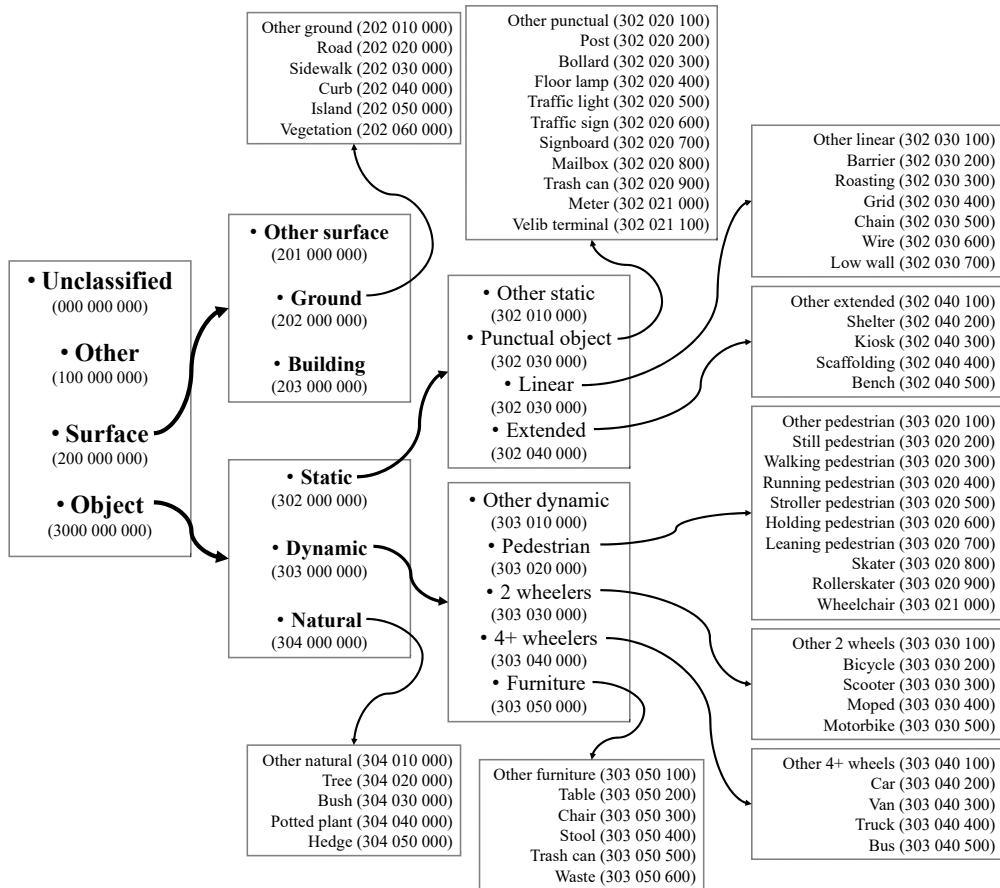 Other ground (202 010 000)
Road (202 020 000)
Sidewalk (202 030 000)
Curb (202 040 000)
Island (202 050 000)
Vegetation (202 060 000)
Other punctual (302 020 100)
Post (302 020 200)
Bollard (302 020 300)
Floor lamp (302 020 400)
Traffic light (302 020 500)
Traffic sign (302 020 600)
Signboard (302 020 700)
Mailbox (302 020 800)
Trash can (302 020 900)
Meter (302 021 000)
Velib terminal (302 021 100)
Other linear (302 030 100)
Barrier (302 030 200)
Roasting (302 030 300)
Grid (302 030 400)
Chain (302 030 500)
Wire (302 030 600)
Low wall (302 030 700)
• Unclassified
(000 000 000)
• Other
(100 000 000)
• Surface
(200 000 000)
• Object
(3000 000 000)
• Other surface
(201 000 000)
• Ground
(202 000 000)
• Building
(203 000 000)
• Static
(302 000 000)
• Dynamic
(303 000 000)
• Natural
(304 000 000)
• Other static
(302 010 000)
• Punctual object
(302 030 000)
• Linear
(302 030 000)
• Extended
(302 040 000)
• Other dynamic
(303 010 000)
• Pedestrian
(303 020 000)
• 2 wheelers
(303 030 000)
• 4+ wheelers
(303 040 000)
• Furniture
(303 050 000)
Other extended (302 040 100)
Shelter (302 040 200)
Kiosk (302 040 300)
Scaffolding (302 040 400)
Bench (302 040 500)
Other pedestrian (303 020 100)
Still pedestrian (303 020 200)
Walking pedestrian (303 020 300)
Running pedestrian (303 020 400)
Stroller pedestrian (303 020 500)
Holding pedestrian (303 020 600)
Leaning pedestrian (303 020 700)
Skater (303 020 800)
Rollerskater (303 020 900)
Wheelchair (303 021 000)
Other 2 wheels (303 030 100)
Bicycle (303 030 200)
Scooter (303 030 300)
Moped (303 030 400)
Motorbike (303 030 500)
Other 4+ wheels (303 040 100)
Car (303 040 200)
Van (303 040 300)
Truck (303 040 400)
Bus (303 040 500)
Other natural (304 010 000)
Tree (304 020 000)
Bush (304 030 000)
Potted plant (304 040 000)
Hedge (304 050 000)
Other furniture (303 050 100)
Table (303 050 200)
Chair (303 050 300)
Stool (303 050 400)
Trash can (303 050 500)
Waste (303 050 600)